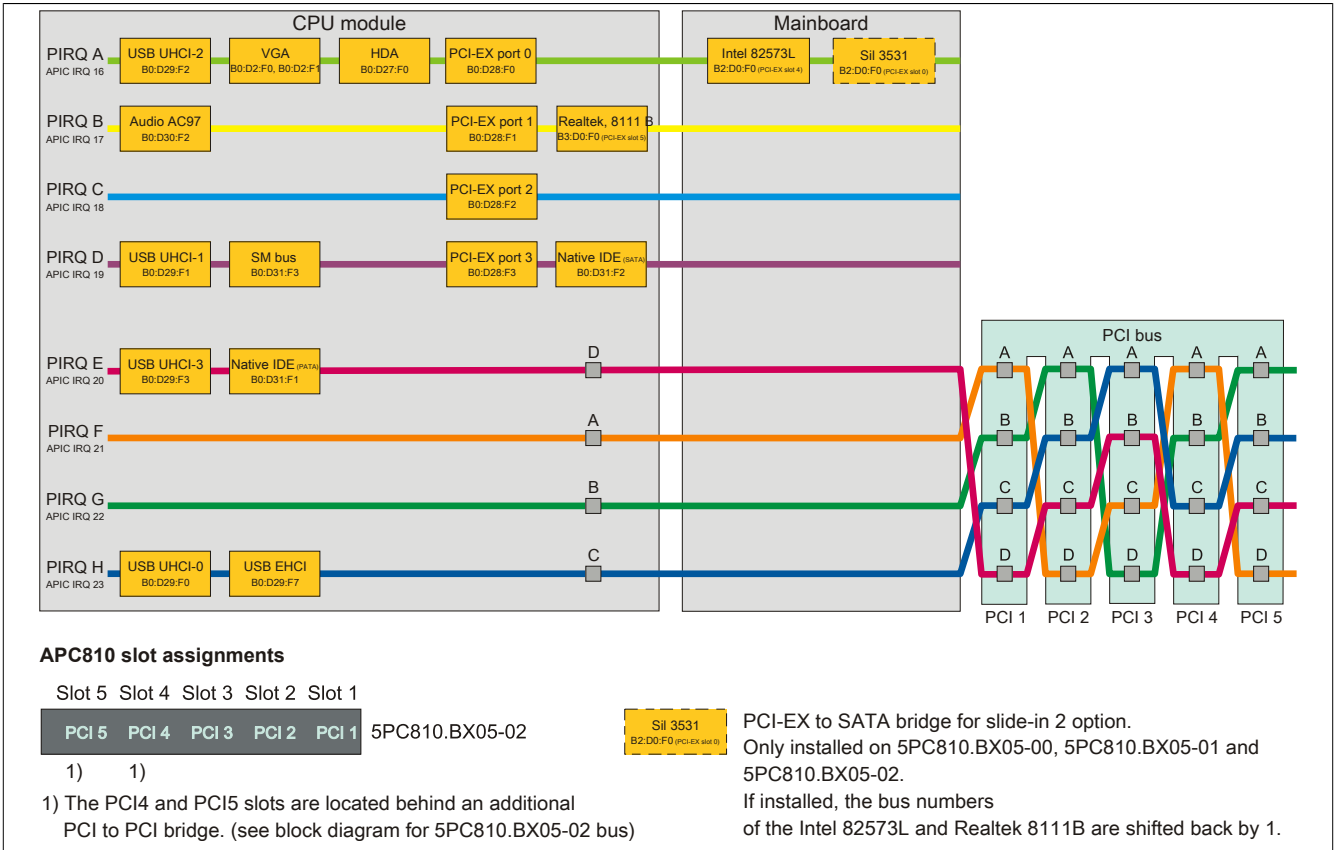 CPU module
Mainboard
PIRQ A
APIC IRQ 16
USB UHCI-2
B0:D29:F2
VGA
B0:D2:F0, B0:D2:F1
HDA
B0:D27:F0
PCI-EX port 0
B0:D28:F0
Intel 82573L
B2:D0:F0 (PCI-EX slot 4)
Sil 3531
B2:D0:F0 (PCI-EX slot 0)
PIRQ B
APIC IRQ 17
Audio AC97
B0:D30:F2
PCI-EX port 1
B0:D28:F1
Realtek, 8111 B
B3:D0:F0 (PCI-EX slot 5)
PIRQ C
APIC IRQ 18
PCI-EX port 2
B0:D28:F2
PIRQ D
APIC IRQ 19
USB UHCI-1
B0:D29:F1
SM bus
B0:D31:F3
PCI-EX port 3
B0:D28:F3
Native IDE (SATA)
B0:D31:F2
PCI bus
A A A A A
PIRQ E
APIC IRQ 20
USB UHCI-3
B0:D29:F3
Native IDE (PATA)
B0:D31:F1
D
PIRQ F
APIC IRQ 21
A
B B B B B
PIRQ G
APIC IRQ 22
B
C C C C C
PIRQ H
APIC IRQ 23
USB UHCI-0
B0:D29:F0
USB EHCI
B0:D29:F7
C
D D D D D
PCI 1 PCI 2 PCI 3 PCI 4 PCI 5
APC810 slot assignments
Slot 5 Slot 4 Slot 3 Slot 2 Slot 1
PCI 5 PCI 4 PCI 3 PCI 2 PCI 1 5PC810.BX05-02
1) 1)
1) The PCI4 and PCI5 slots are located behind an additional
PCI to PCI bridge. (see block diagram for 5PC810.BX05-02 bus)
Sil 3531
B2:D0:F0 (PCI-EX slot 0)
PCI-EX to SATA bridge for slide-in 2 option.
Only installed on 5PC810.BX05-00, 5PC810.BX05-01 and
5PC810.BX05-02.
If installed, the bus numbers
of the Intel 82573L and Realtek 8111B are shifted back by 1.